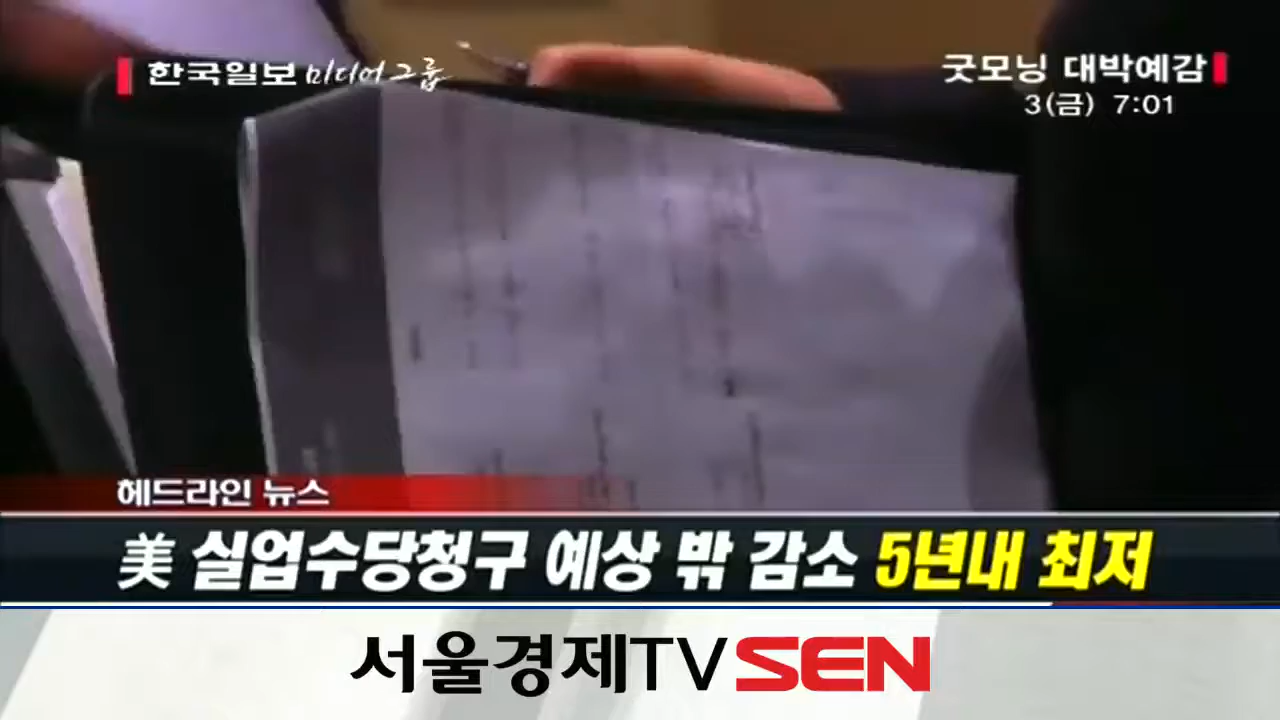 한국일보 미디어그룹
굿모닝 대박예감
3(금) 7:01
헤드라인 뉴스
美 실업수당청구 예상 밖 감소 5년내 최저
서울경제TV SEN